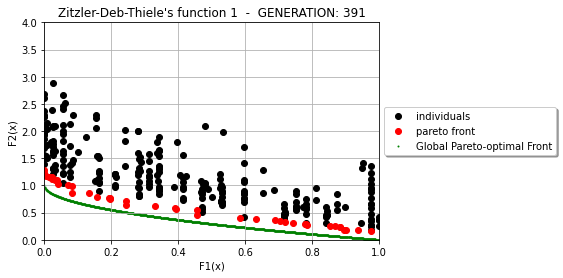 Zitzler-Deb-Thiele's function 1 - GENERATION: 391
4.0
3.5
3.0
2.5
2.0
1.5
1.0
0.5
0.0
F2(x)
0.0 0.2 0.4 0.6 0.8 1.0
F1(x)
individuals
pareto front
Global Pareto-optimal Front